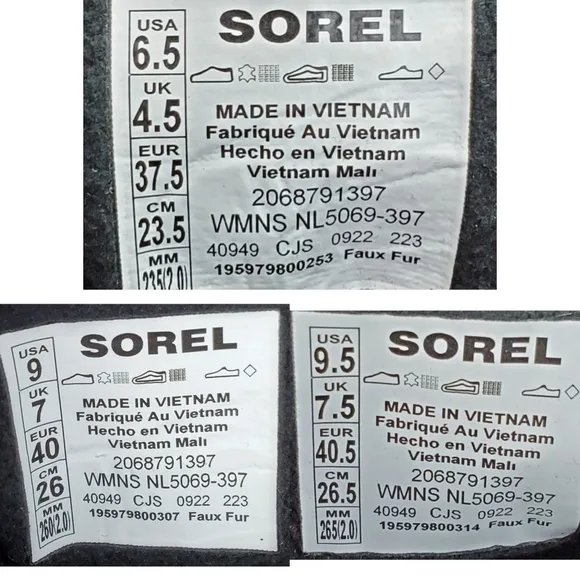 USA
6.5
UK
4.5
EUR
37.5
CM
23.5
MM
235(2.0)
SOREL
MADE IN VIETNAM
Fabriqué Au Vietnam
Hecho en Vietnam
Vietnam Malı
2068791397
WMNS NL5069-397
40949 CJS 0922 223
195979800253 Faux Fur
USA
9
UK
7
EUR
40
CM
26
MM
260(2.0)
SOREL
MADE IN VIETNAM
Fabriqué Au Vietnam
Hecho en Vietnam
Vietnam Malı
2068791397
WMNS NL5069-397
40949 CJS 0922 223
195979800307 Faux Fur
USA
9.5
UK
7.5
EUR
40.5
CM
26.5
MM
265(2.0)
SOREL
MADE IN VIETNAM
Fabriqué Au Vietnam
Hecho en Vietnam
Vietnam Malı
2068791397
WMNS NL5069-397
40949 CJS 0922 223
195979800314 Faux Fur